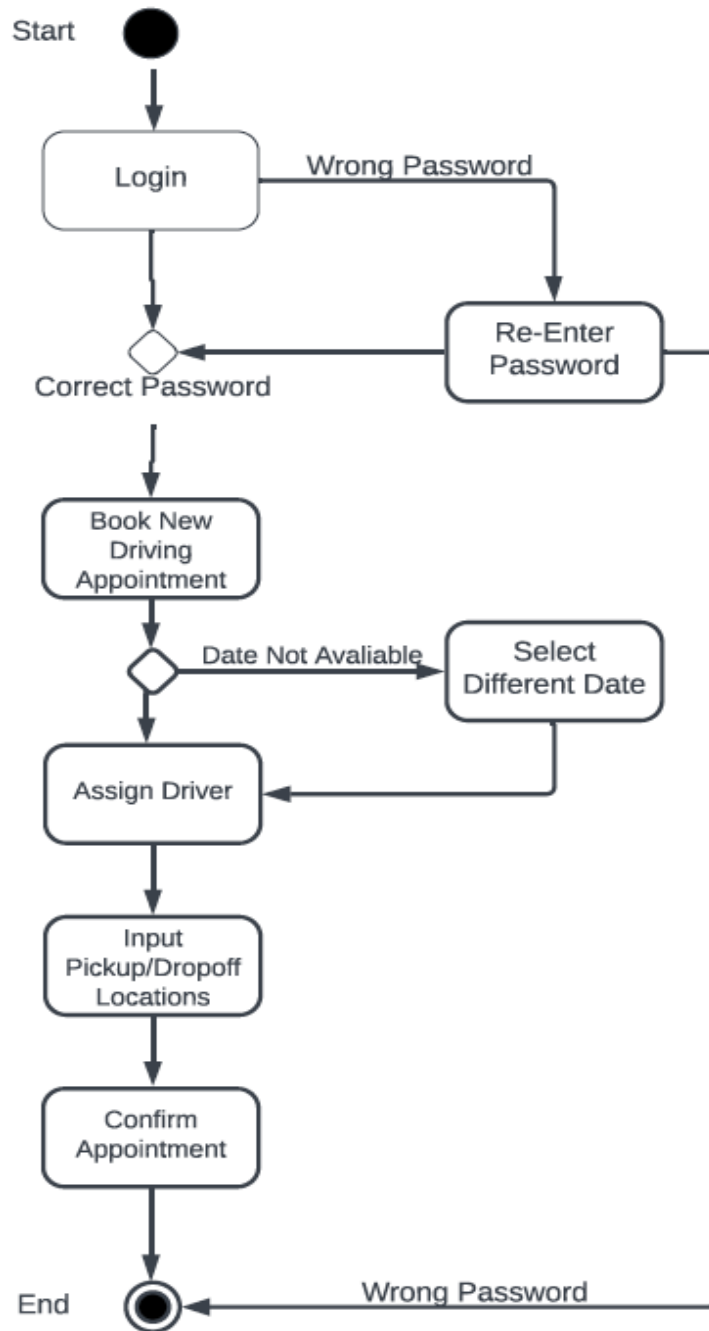 Start
Login
Wrong Password
Re-Enter
Password
Correct Password
Book New
Driving
Appointment
Date Not Avaliable
Select
Different Date
Assign Driver
Input
Pickup/Dropoff
Locations
Confirm
Appointment
End
Wrong Password